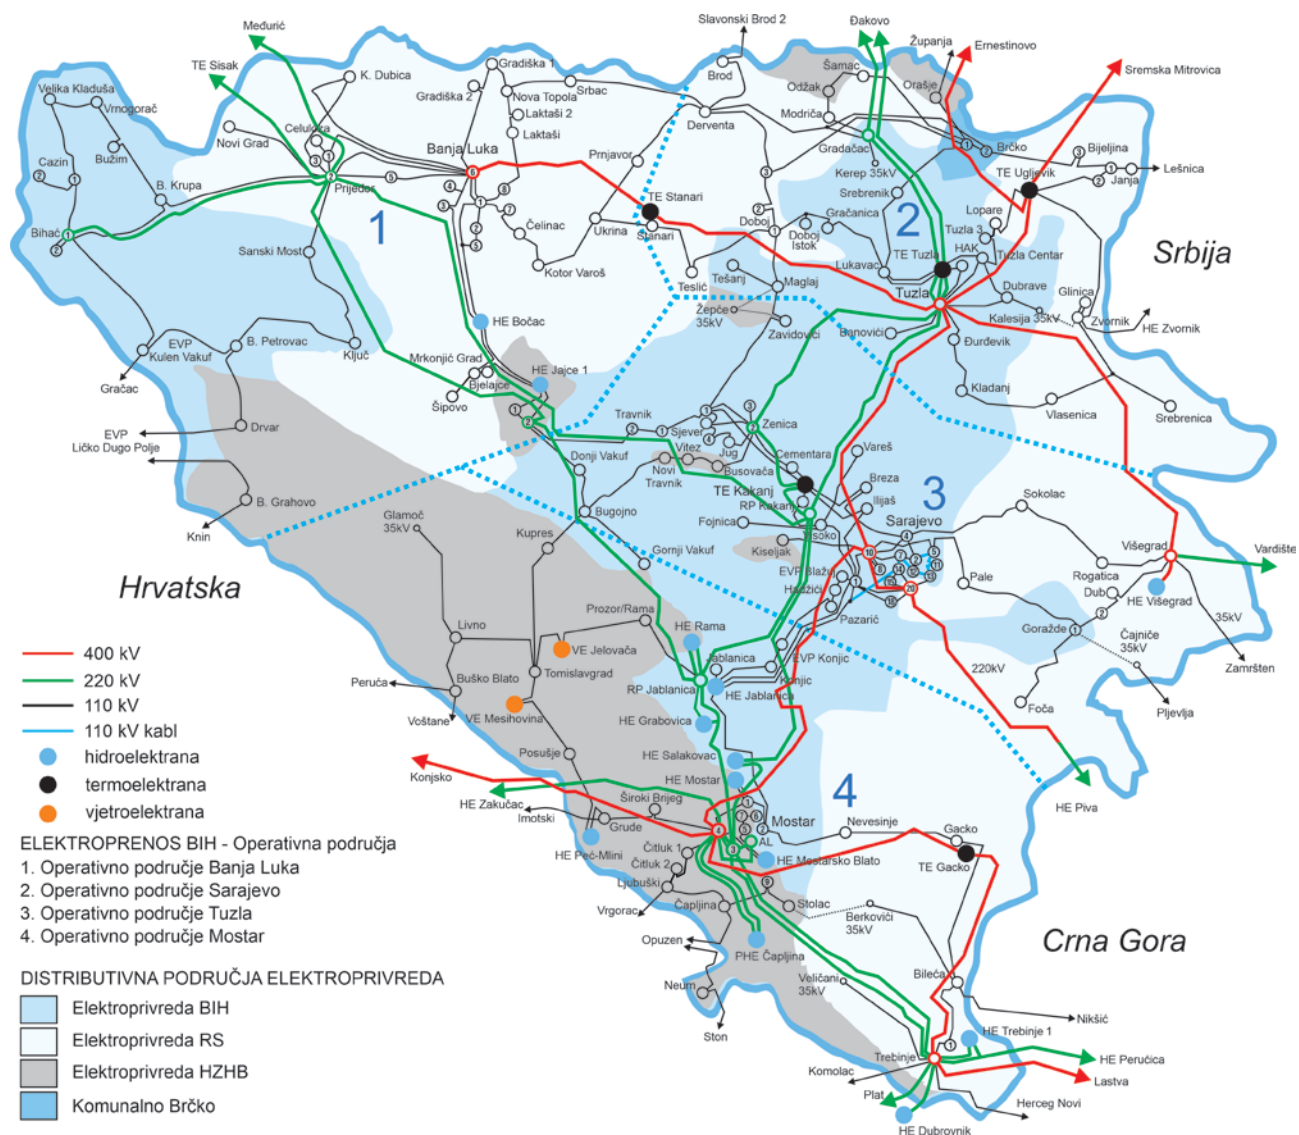 Slavonski Brod 2
Đakovo
Međurić
Županja
Ernestinovo
TE Sisak
K. Dubica
Gradiška 1
Brod
Šamac
Sremska Mitrovica
Velika Kladuša
Vrnogorač
Gradiška 2
Nova Topola
Srbac
Odžak
Orašje
Laktaši 2
Laktaši
Modriča
Derventa
Novi Grad
Celuloza
Banja Luka
Gradačac
Brčko
Bijeljina
Cazin
Bužim
Prnjavor
Kerep 35kV
TE Ugljevik
Janja
Lešnica
B. Krupa
Prijedor
TE Stanari
Srebrenik
1
2
Bihać
Čelinac
Ukrina
Stanari
Doboj
Doboj
Istok
Gračanica
Lopare
Tuzla 3
HAK
Tuzla Centar
TE Tuzla
Srbija
Sanski Most
Kotor Varoš
Teslić
Tešanj
Maglaj
Lukavac
Tuzla
Dubrave
Glinica
Kalesija 35kV
Zvornik
HE Zvornik
HE Bočac
Žepče
35kV
Zavidovići
Banovići
Đurđevik
EVP
Kulen Vakuf
B. Petrovac
Ključ
Mrkonjić Grad
Bjelajce
HE Jajce 1
Gračac
Šipovo
Kladanj
Vlasenica
Srebrenica
Drvar
EVP
Ličko Dugo Polje
Travnik
Sjever
Zenica
Jug
Vitez
Busovača
Novi
Travnik
Cementara
Vareš
Donji Vakuf
Breza
TE Kakanj
RP Kakanj
Ilijaš
3
B. Grahovo
Knin
Glamoč
35kV
Bugojno
Fojnica
Visoko
Sarajevo
Sokolac
Kupres
Gornji Vakuf
Kiseljak
Višegrad
Vardište
Hrvatska
EVP Blažuj
Hadžići
Pazarić
Pale
Rogatica
Dub
HE Višegrad
Prozor/Rama
HE Rama
Goražde
Čajniče
35kV
35kV
Livno
VE Jelovača
Jablanica
EVP Konjic
Konjic
220kV
Zamršten
400 kV
220 kV
110 kV
110 kV kabl
hidroelektrana
termoelektrana
vjetroelektrana
Peruća
Buško Blato
Tomislavgrad
RP Jablanica
HE Jablanica
Foča
Pljevlja
Voštane
VE Mesihovina
HE Grabovica
Posušje
HE Salakovac
Konjsko
HE Mostar
4
HE Piva
HE Zakučac
Široki Brijeg
Imotski
Grude
Mostar
Nevesinje
Gacko
AL
HE Peć-Mlini
Čitluk 1
HE Mostarsko Blato
TE Gacko
Čitluk 2
Ljubuški
Vrgorac
Čapljina
Stolac
Berkovići
35kV
Opuzen
PHE Čapljina
Crna Gora
Neum
Veličani
35kV
Bileća
Ston
Nikšić
HE Trebinje 1
Trebinje
HE Perućica
Komolac
Lastva
Plat
Herceg Novi
HE Dubrovnik
ELEKTROPRENOS BIH - Operativna područja
1. Operativno područje Banja Luka
2. Operativno područje Sarajevo
3. Operativno područje Tuzla
4. Operativno područje Mostar
DISTRIBUTIVNA PODRUČJA ELEKTROPRIVREDA
Elektroprivreda BIH
Elektroprivreda RS
Elektroprivreda HZHB
Komunalno Brčko